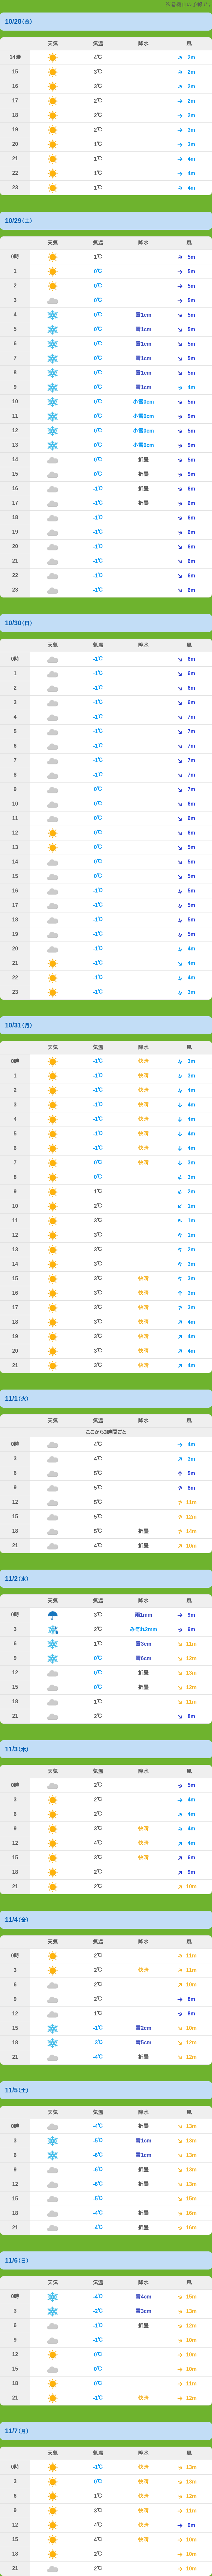 10/28(金)
天気 気温 降水 風
14時 4℃ 2m
15 3℃ 2m
16 3℃ 2m
17 2℃ 2m
18 2℃ 2m
19 2℃ 3m
20 1℃ 3m
21 1℃ 4m
22 1℃ 4m
23 1℃ 4m
10/29(土)
天気 気温 降水 風
0時 1℃ 5m
1 0℃ 5m
2 0℃ 5m
3 0℃ 5m
4 0℃ 雪1cm 5m
5 0℃ 雪1cm 5m
6 0℃ 雪1cm 5m
7 0℃ 雪1cm 5m
8 0℃ 雪1cm 5m
9 0℃ 雪1cm 4m
10 0℃ 小雪0cm 5m
11 0℃ 小雪0cm 5m
12 0℃ 小雪0cm 5m
13 0℃ 小雪0cm 5m
14 0℃ 折曇 5m
15 0℃ 折曇 5m
16 -1℃ 折曇 6m
17 -1℃ 折曇 6m
18 -1℃ 6m
19 -1℃ 6m
20 -1℃ 6m
21 -1℃ 6m
22 -1℃ 6m
23 -1℃ 6m
10/30(日)
天気 気温 降水 風
0時 -1℃ 6m
1 -1℃ 6m
2 -1℃ 6m
3 -1℃ 6m
4 -1℃ 7m
5 -1℃ 7m
6 -1℃ 7m
7 -1℃ 7m
8 -1℃ 7m
9 0℃ 7m
10 0℃ 6m
11 0℃ 6m
12 0℃ 6m
13 0℃ 5m
14 0℃ 5m
15 0℃ 5m
16 -1℃ 5m
17 -1℃ 5m
18 -1℃ 5m
19 -1℃ 5m
20 -1℃ 4m
21 -1℃ 4m
22 -1℃ 4m
23 -1℃ 3m
10/31(月)
天気 気温 降水 風
0時 -1℃ 快晴 3m
1 -1℃ 快晴 3m
2 -1℃ 快晴 4m
3 -1℃ 快晴 4m
4 -1℃ 快晴 4m
5 -1℃ 快晴 4m
6 -1℃ 快晴 4m
7 0℃ 快晴 3m
8 0℃ 3m
9 1℃ 2m
10 2℃ 1m
11 3℃ 1m
12 3℃ 1m
13 3℃ 2m
14 3℃ 3m
15 3℃ 快晴 3m
16 3℃ 快晴 3m
17 3℃ 快晴 3m
18 3℃ 快晴 4m
19 3℃ 快晴 4m
20 3℃ 快晴 4m
21 3℃ 快晴 4m
11/1(火)
天気 気温 降水 風
ここから3時間ごと
0時 4℃ 4m
3 4℃ 3m
6 5℃ 5m
9 5℃ 8m
12 5℃ 11m
15 5℃ 12m
18 5℃ 折曇 14m
21 4℃ 折曇 10m
11/2(水)
天気 気温 降水 風
0時 3℃ 雨1mm 9m
3 2℃ みぞれ2mm 9m
6 1℃ 雪3cm 11m
9 0℃ 雪6cm 12m
12 0℃ 折曇 13m
15 0℃ 折曇 12m
18 1℃ 11m
21 2℃ 8m
11/3(木)
天気 気温 降水 風
0時 2℃ 5m
3 2℃ 4m
6 2℃ 4m
9 3℃ 快晴 4m
12 4℃ 快晴 4m
15 3℃ 快晴 6m
18 2℃ 9m
21 2℃ 10m
11/4(金)
天気 気温 降水 風
0時 2℃ 11m
3 2℃ 快晴 11m
6 2℃ 10m
9 2℃ 8m
12 1℃ 8m
15 -1℃ 雪2cm 10m
18 -3℃ 雪5cm 12m
21 -4℃ 折曇 12m
11/5(土)
天気 気温 降水 風
0時 -4℃ 折曇 13m
3 -5℃ 雪1cm 13m
6 -6℃ 雪1cm 13m
9 -6℃ 折曇 13m
12 -6℃ 折曇 13m
15 -5℃ 15m
18 -4℃ 折曇 16m
21 -4℃ 折曇 16m
11/6(日)
天気 気温 降水 風
0時 -4℃ 雪4cm 15m
3 -2℃ 雪3cm 13m
6 -1℃ 折曇 12m
9 -1℃ 10m
12 0℃ 10m
15 0℃ 10m
18 0℃ 11m
21 -1℃ 快晴 12m
11/7(月)
天気 気温 降水 風
0時 -1℃ 快晴 13m
3 0℃ 快晴 13m
6 1℃ 快晴 12m
9 3℃ 快晴 11m
12 4℃ 快晴 9m
15 4℃ 快晴 10m
18 2℃ 10m
21 2℃ 10m